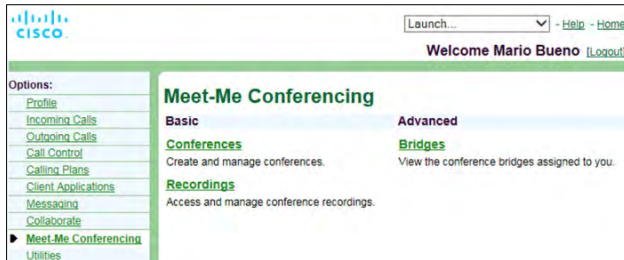 CISCO
Launch... - Help - Home
Welcome Mario Bueno [Logout]
Options:
Profile
Incoming Calls
Outgoing Calls
Call Control
Calling Plans
Client Applications
Messaging
Collaborate
Meet-Me Conferencing
Utilities
Meet-Me Conferencing
Basic
Conferences
Create and manage conferences.
Recordings
Access and manage conference recordings.
Advanced
Bridges
View the conference bridges assigned to you.